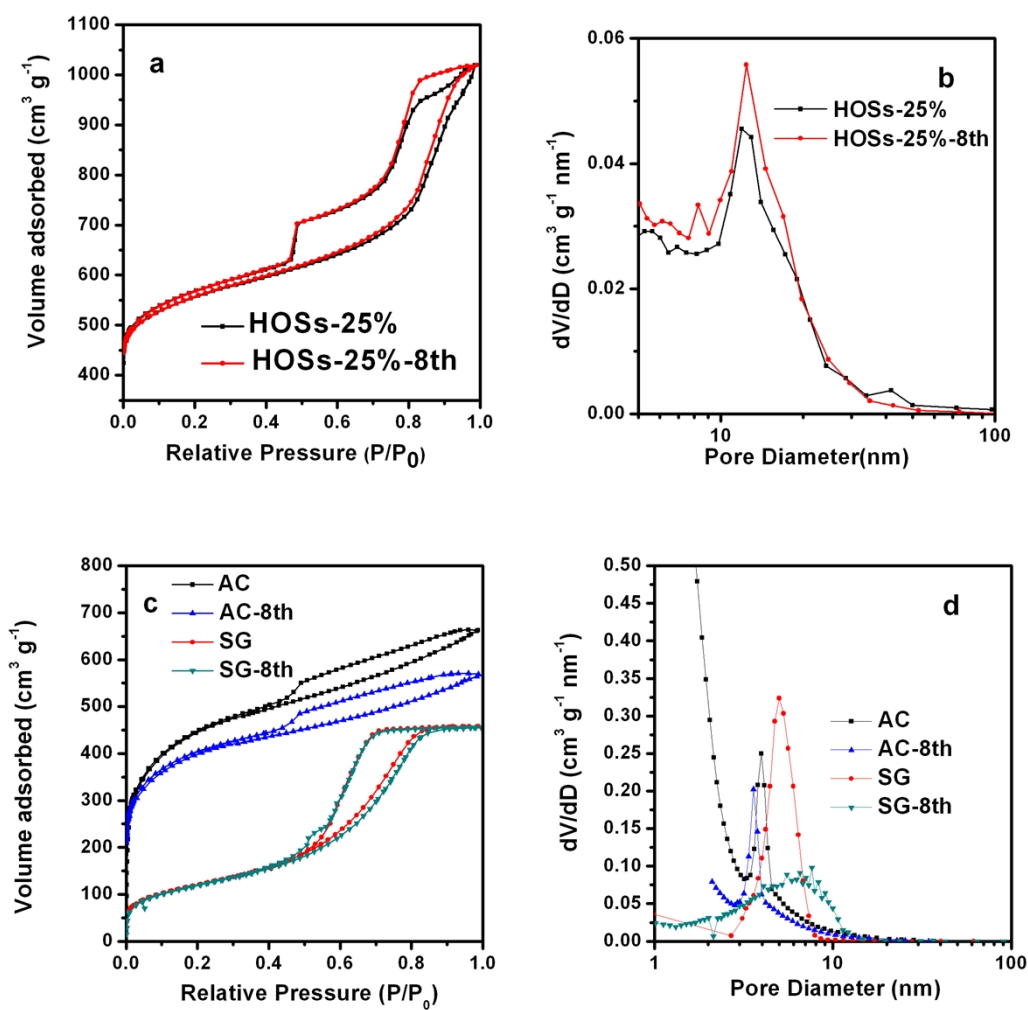 a
1100
1000
900
800
700
600
500
400
Volume adsorbed (cm³ g⁻¹)
HOSs-25%
HOSs-25%-8th
0.0 0.2 0.4 0.6 0.8 1.0
Relative Pressure (P/P₀)
b
0.06
0.04
0.02
0.00
dV/dD (cm³ g⁻¹ nm⁻¹)
HOSs-25%
HOSs-25%-8th
10 100
Pore Diameter(nm)
c
800
700
600
500
400
300
200
100
0
Volume adsorbed (cm³ g⁻¹)
AC
AC-8th
SG
SG-8th
0.0 0.2 0.4 0.6 0.8 1.0
Relative Pressure (P/P₀)
d
0.50
0.45
0.40
0.35
0.30
0.25
0.20
0.15
0.10
0.05
0.00
dV/dD (cm³ g⁻¹ nm⁻¹)
AC
AC-8th
SG
SG-8th
1 10 100
Pore Diameter (nm)